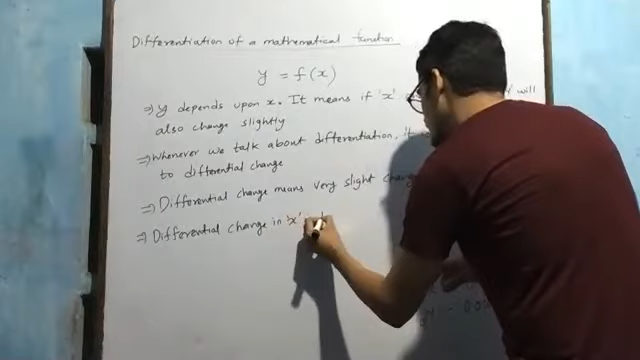 Differentiation of a mathematical function
y = f(x)
⇒ y depends upon x. It means if 'x' will
also change slightly
⇒ Whenever we talk about differentiation, it
to differential change
⇒ Differential change means very slight change
⇒ Differential change in 'x'